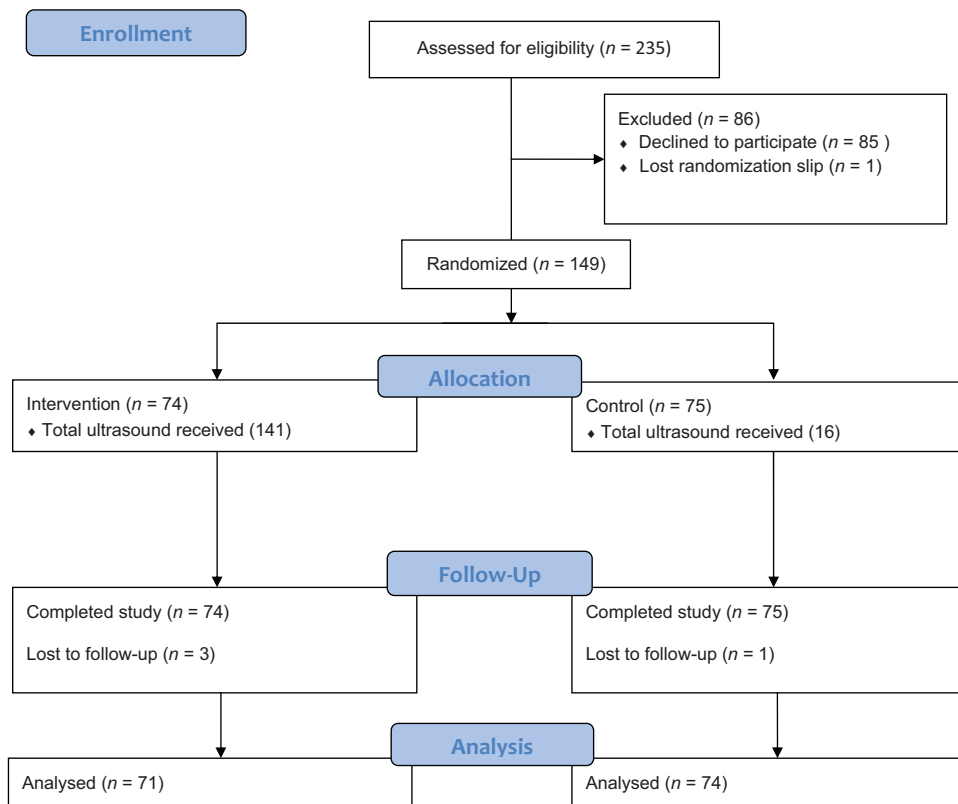 Enrollment
Assessed for eligibility (n = 235)
Excluded (n = 86)
♦ Declined to participate (n = 85 )
♦ Lost randomization slip (n = 1)
Randomized (n = 149)
Allocation
Intervention (n = 74)
♦ Total ultrasound received (141)
Control (n = 75)
♦ Total ultrasound received (16)
Follow-Up
Completed study (n = 74)
Lost to follow-up (n = 3)
Completed study (n = 75)
Lost to follow-up (n = 1)
Analysis
Analysed (n = 71)
Analysed (n = 74)